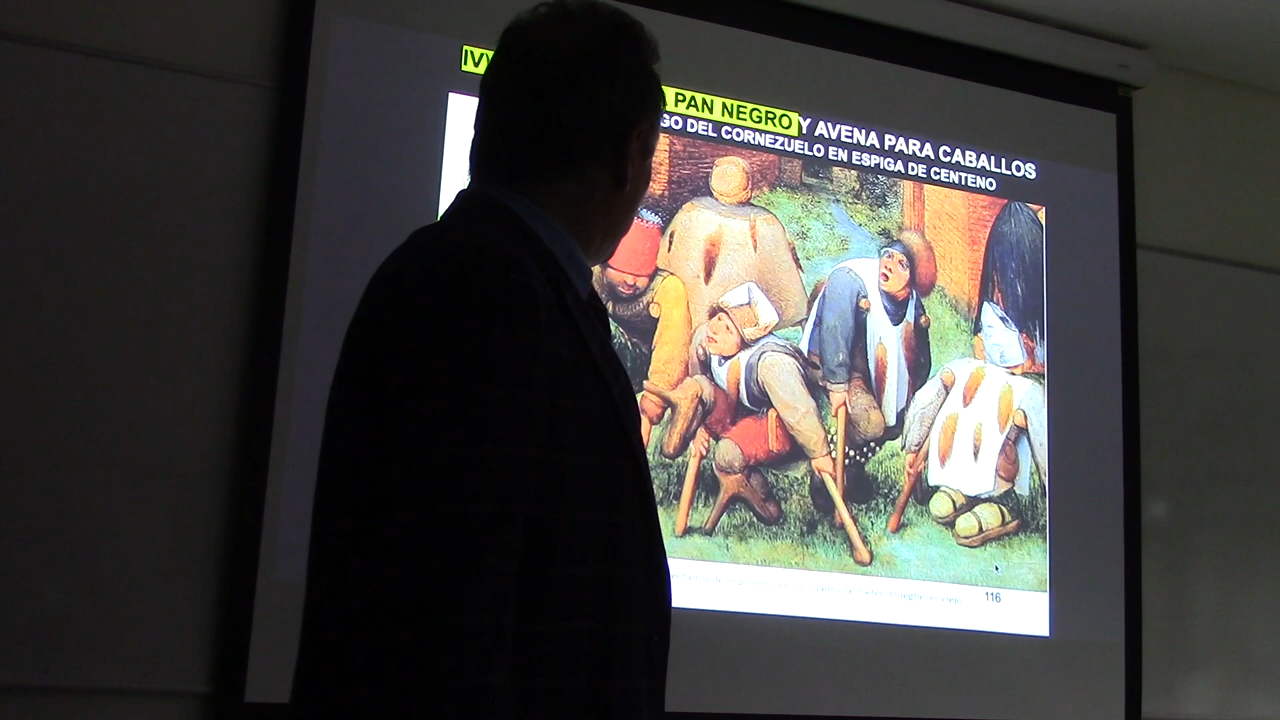 IV
A PAN NEGRO Y AVENA PARA CABALLOS
GO DEL CORNEZUELO EN ESPIGA DE CENTENO
116